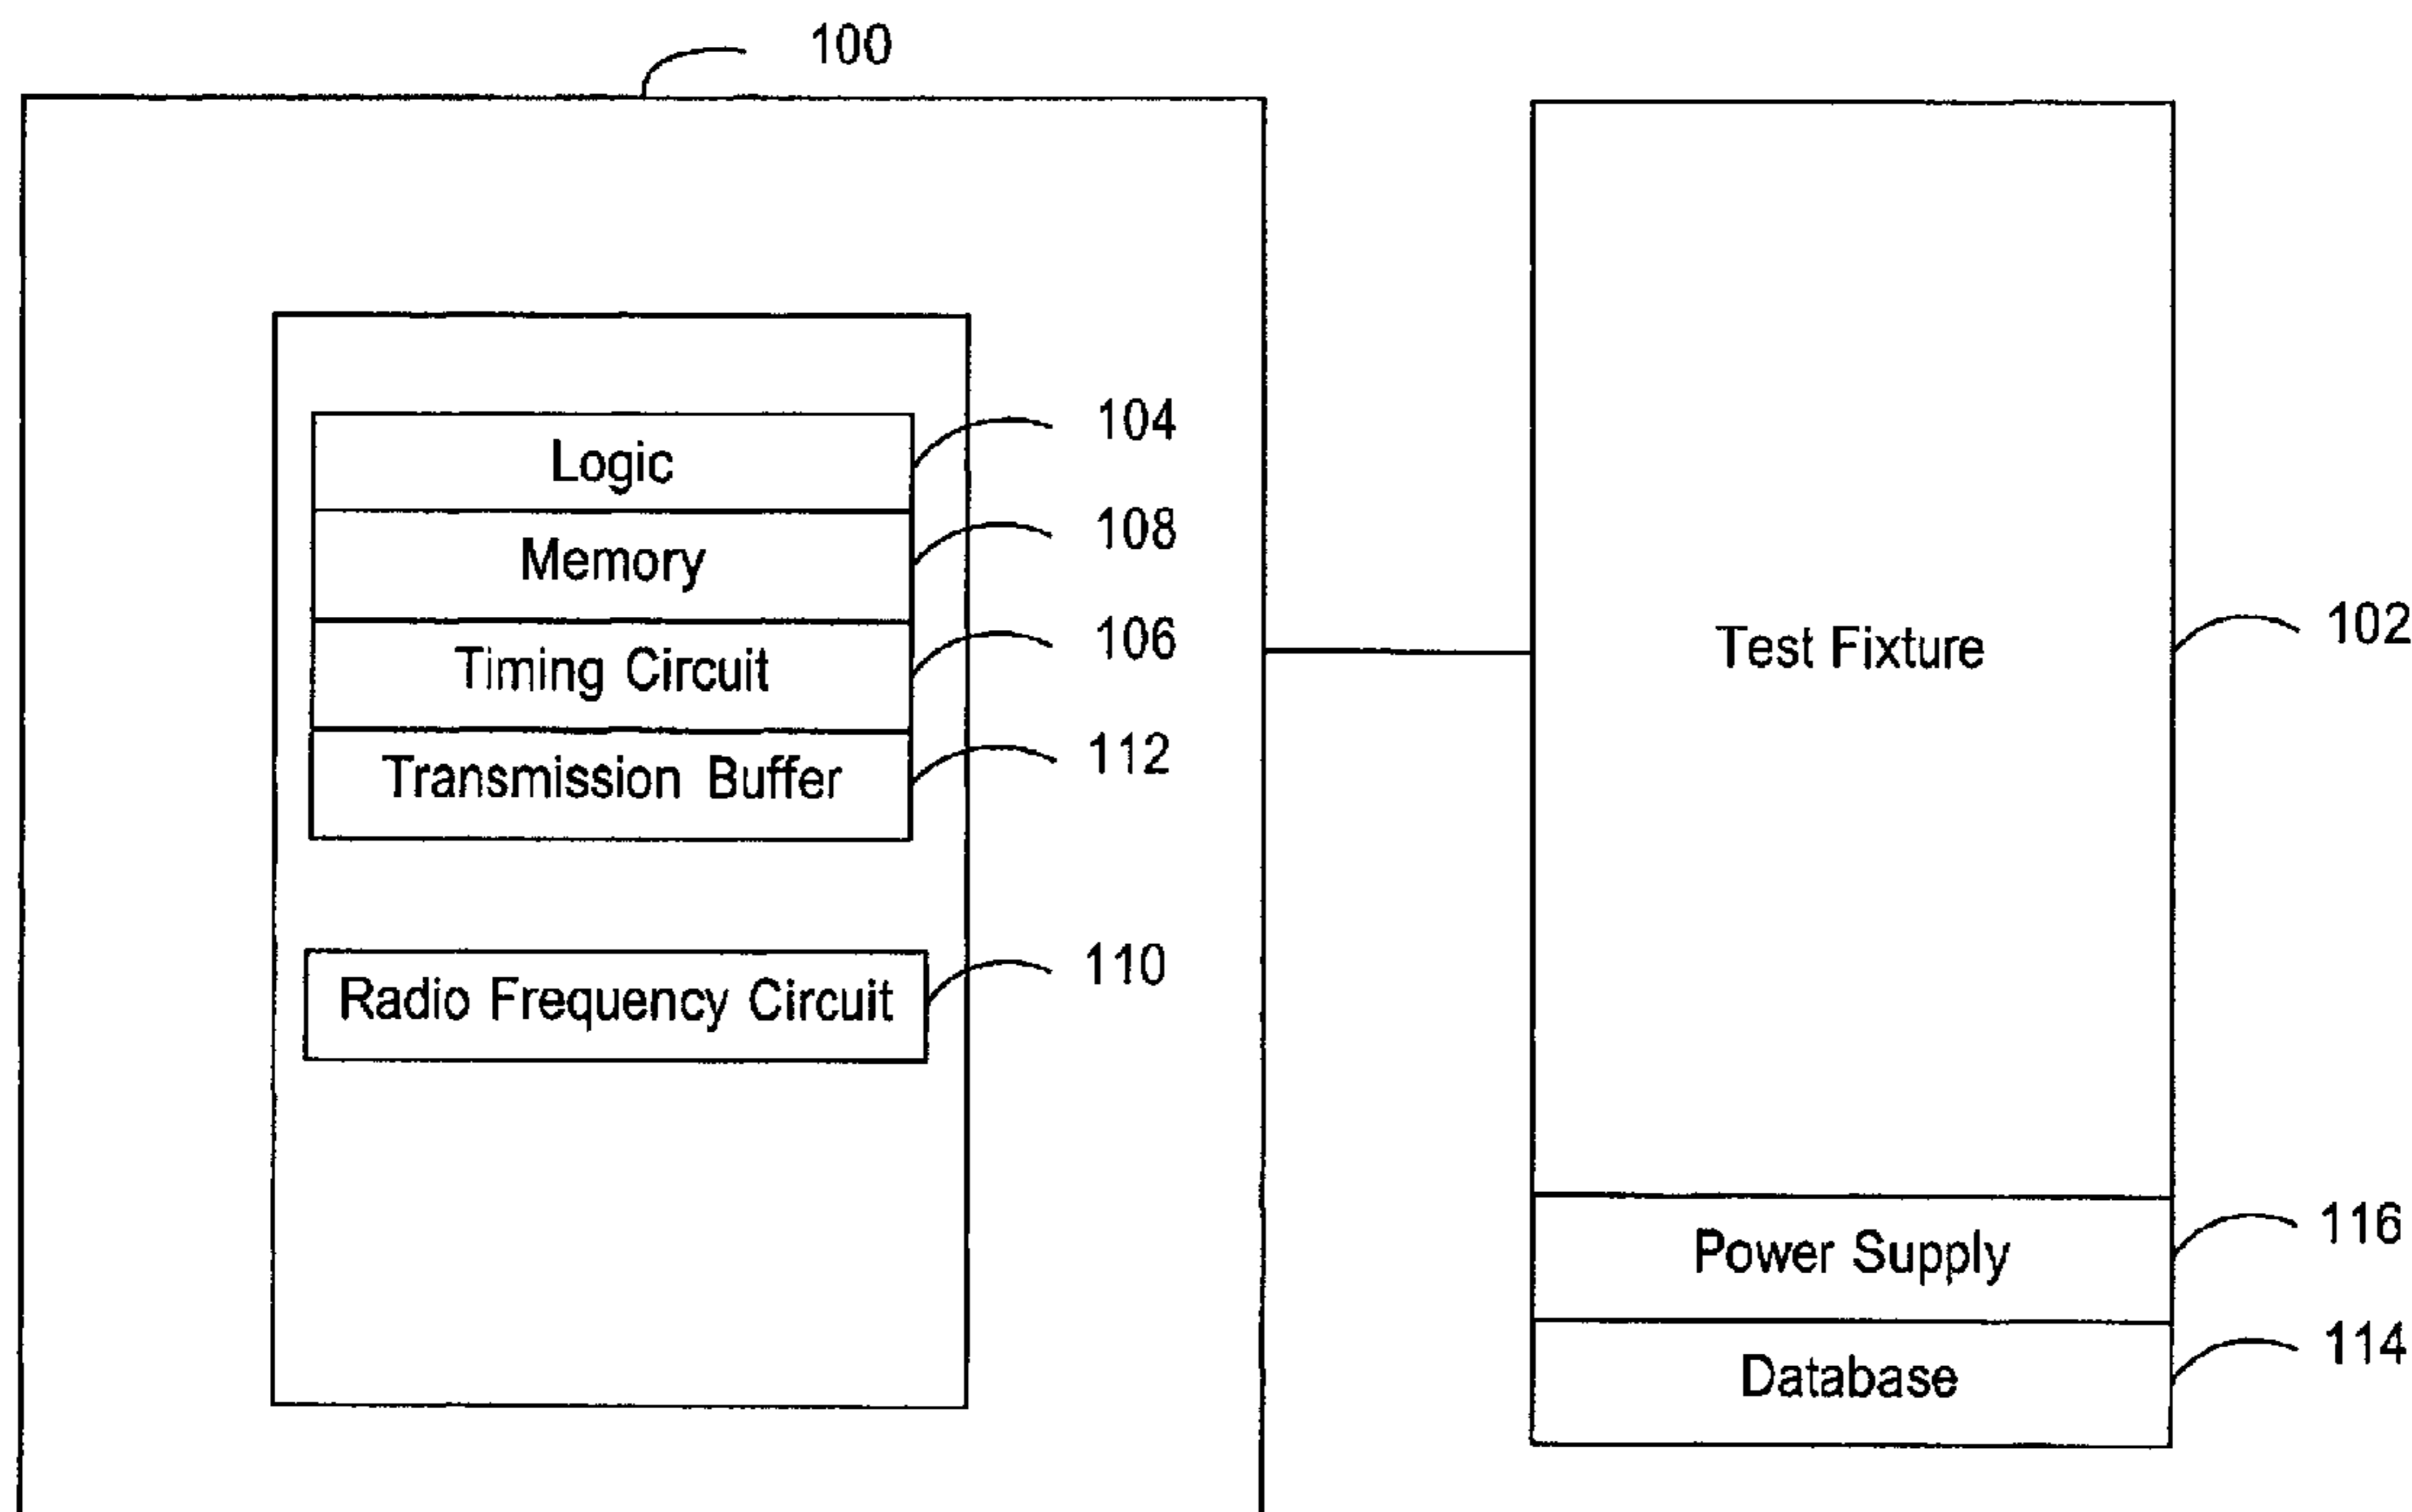 100
Logic
104
Memory
108
Timing Circuit
106
Transmission Buffer
112
Radio Frequency Circuit
110
Test Fixture
102
Power Supply
116
Database
114